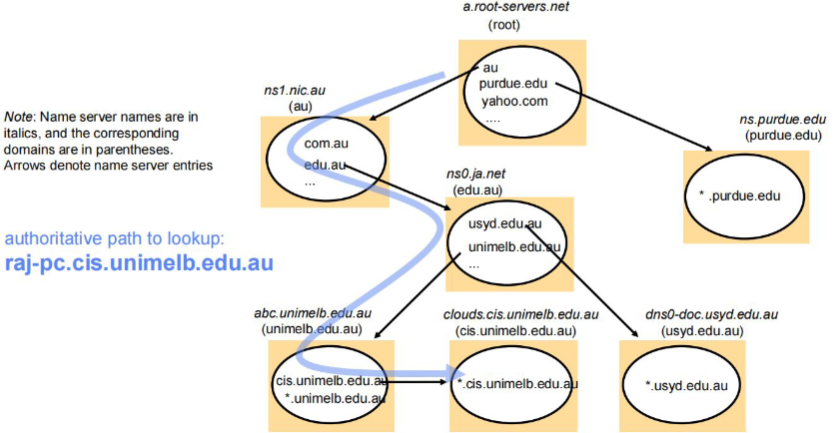 a.root-servers.net
(root)
au
purdue.edu
yahoo.com
....
ns1.nic.au
(au)
com.au
edu.au
...
Note: Name server names are in
italics, and the corresponding
domains are in parentheses.
Arrows denote name server entries
ns.purdue.edu
(purdue.edu)
* .purdue.edu
ns0.ja.net
(edu.au)
usyd.edu.au
unimelb.edu.au
...
authoritative path to lookup:
raj-pc.cis.unimelb.edu.au
abc.unimelb.edu.au
(unimelb.edu.au)
cis.unimelb.edu.au
*.unimelb.edu.au
clouds.cis.unimelb.edu.au
(cis.unimelb.edu.au)
*.cis.unimelb.edu.au
dns0-doc.usyd.edu.au
(usyd.edu.au)
*.usyd.edu.au